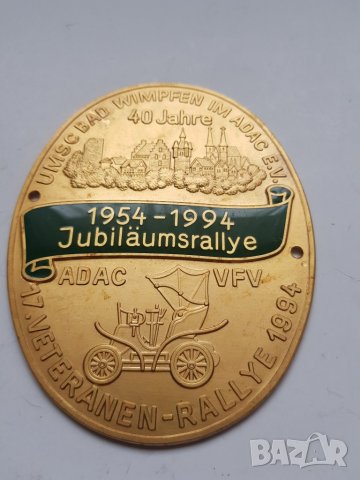 UMSC BAD WIMPFEN IM ADAC E.V.
40 Jahre
1954-1994
Jubiläumsrallye
ADAC VFV
17. VETERANEN-RALLYE 1994
BAZAR